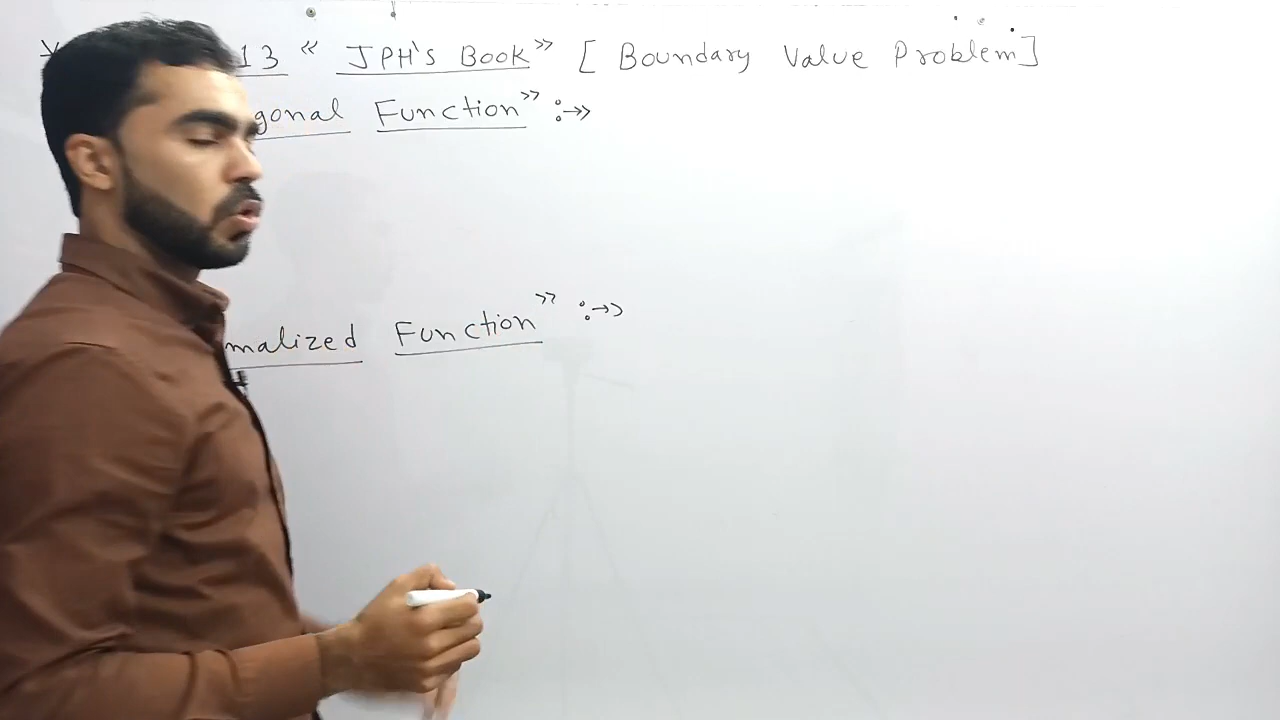 13 “ JPH's Book” [ Boundary Value Problem]
gonal Function” :→»
malized Function” :→»